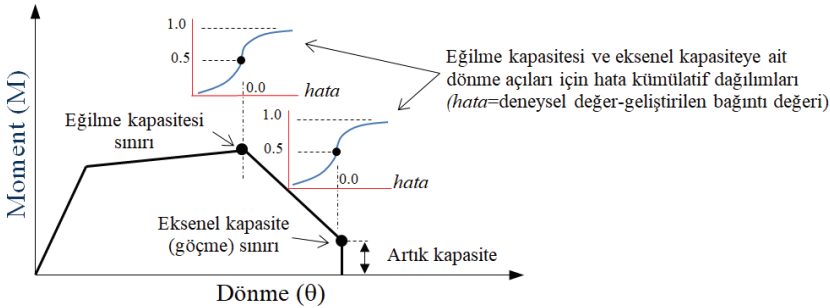 1.0
0.5
0.0
hata
Eğilme kapasitesi ve eksenel kapasiteye ait
dönme açıları için hata kümülatif dağılımları
(hata=deneysel değer-geliştirilen bağıntı değeri)
Eğilme kapasitesi
sınırı
1.0
0.5
0.0
hata
Moment (M)
Eksenel kapasite
(göçme) sınırı
Artık kapasite
Dönme (θ)